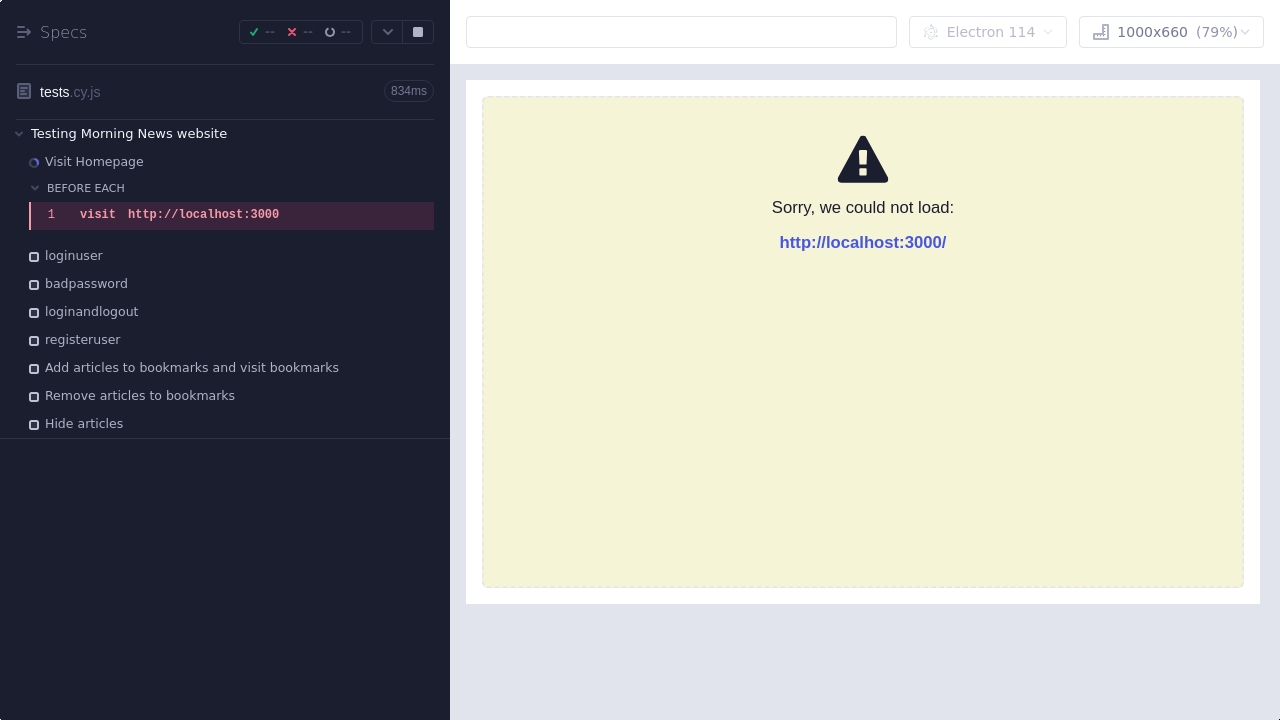 Specs
-- -- --
tests.cy.js
834ms
Testing Morning News website
Visit Homepage
BEFORE EACH
1 visit http://localhost:3000
loginuser
badpassword
loginandlogout
registeruser
Add articles to bookmarks and visit bookmarks
Remove articles to bookmarks
Hide articles
Electron 114
1000x660 (79%)
Sorry, we could not load:
http://localhost:3000/